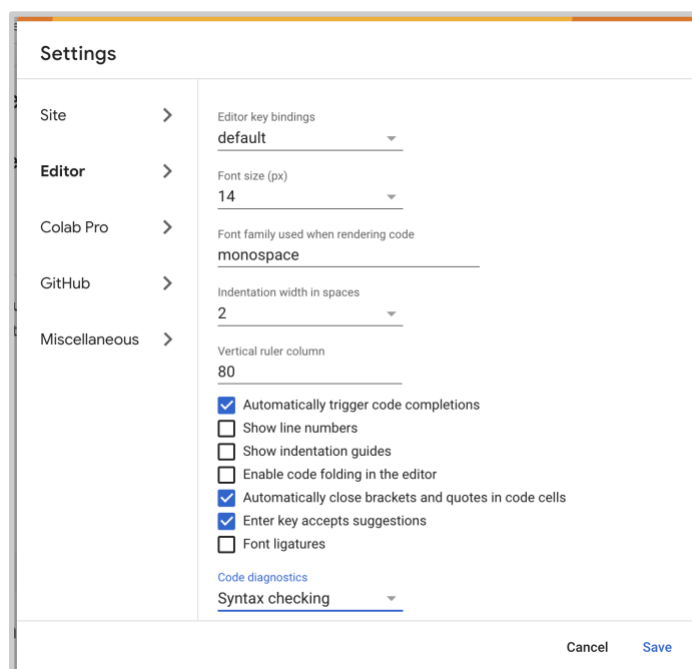 Settings
Site
Editor
Colab Pro
GitHub
Miscellaneous
Editor key bindings
default
Font size (px)
14
Font family used when rendering code
monospace
Indentation width in spaces
2
Vertical ruler column
80
Automatically trigger code completions
Show line numbers
Show indentation guides
Enable code folding in the editor
Automatically close brackets and quotes in code cells
Enter key accepts suggestions
Font ligatures
Code diagnostics
Syntax checking
Cancel Save